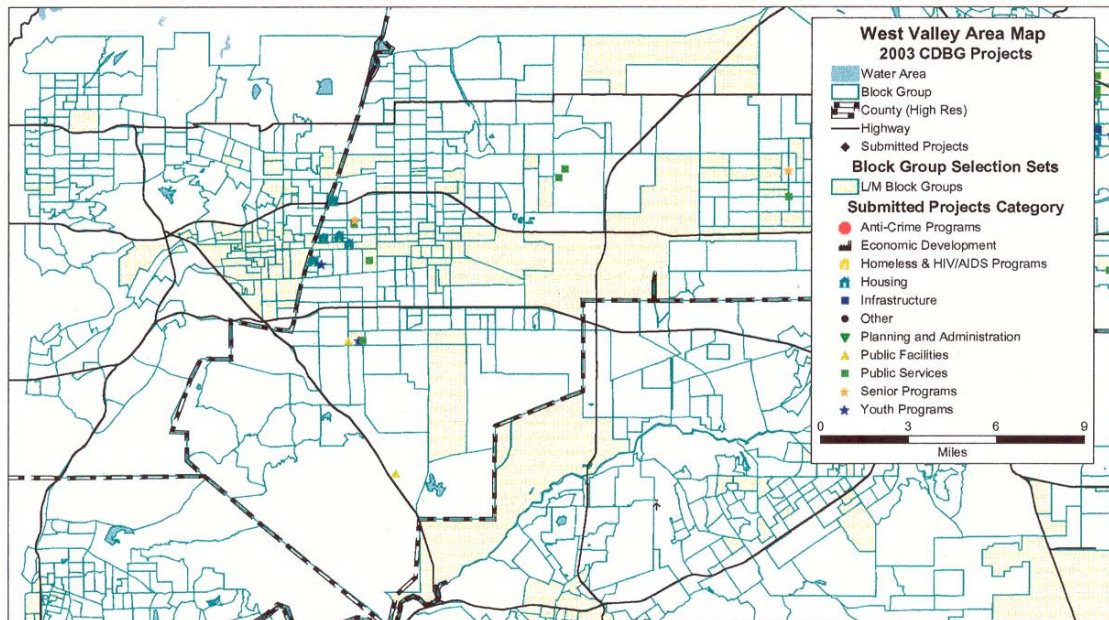 West Valley Area Map
2003 CDBG Projects
Water Area
Block Group
County (High Res)
Highway
Submitted Projects
Block Group Selection Sets
L/M Block Groups
Submitted Projects Category
Anti-Crime Programs
Economic Development
Homeless & HIV/AIDS Programs
Housing
Infrastructure
Other
Planning and Administration
Public Facilities
Public Services
Senior Programs
Youth Programs
0 3 6 9
Miles